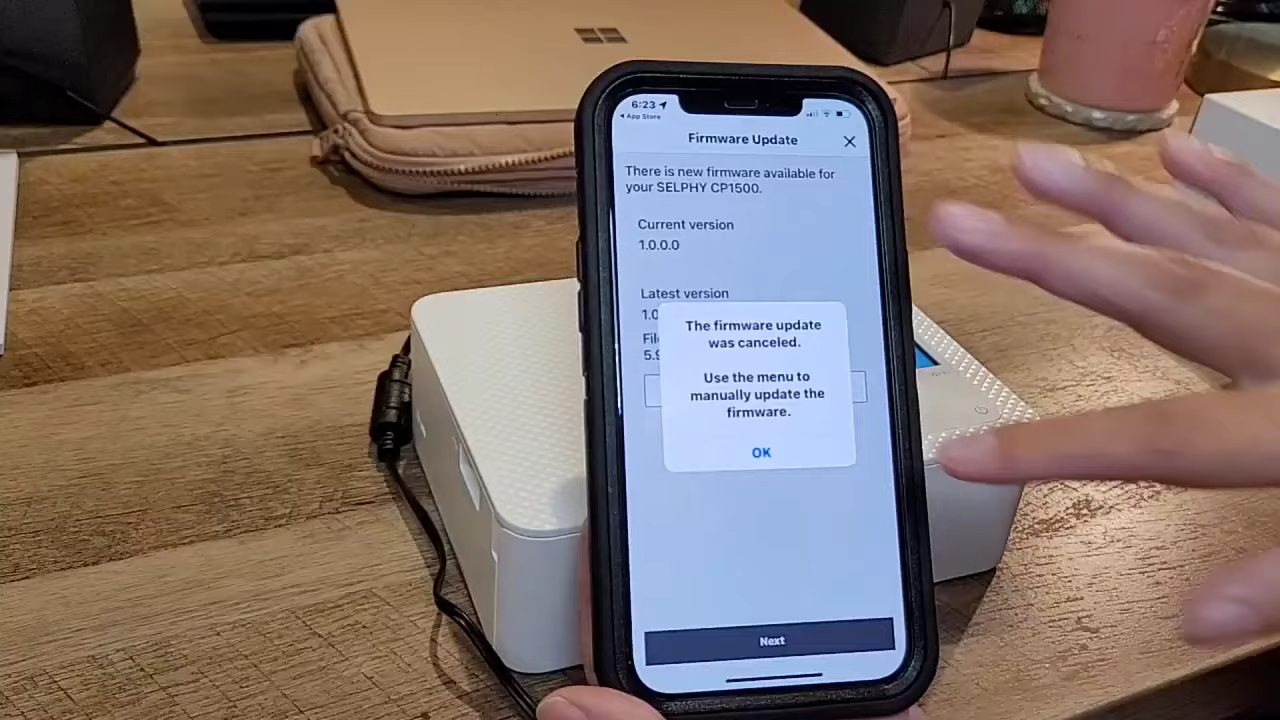 6:23
App Store
Firmware Update
There is new firmware available for
your SELPHY CP1500.
Current version
1.0.0.0
Latest version
1.0
The firmware update
was canceled.
Use the menu to
manually update the
firmware.
OK
Next